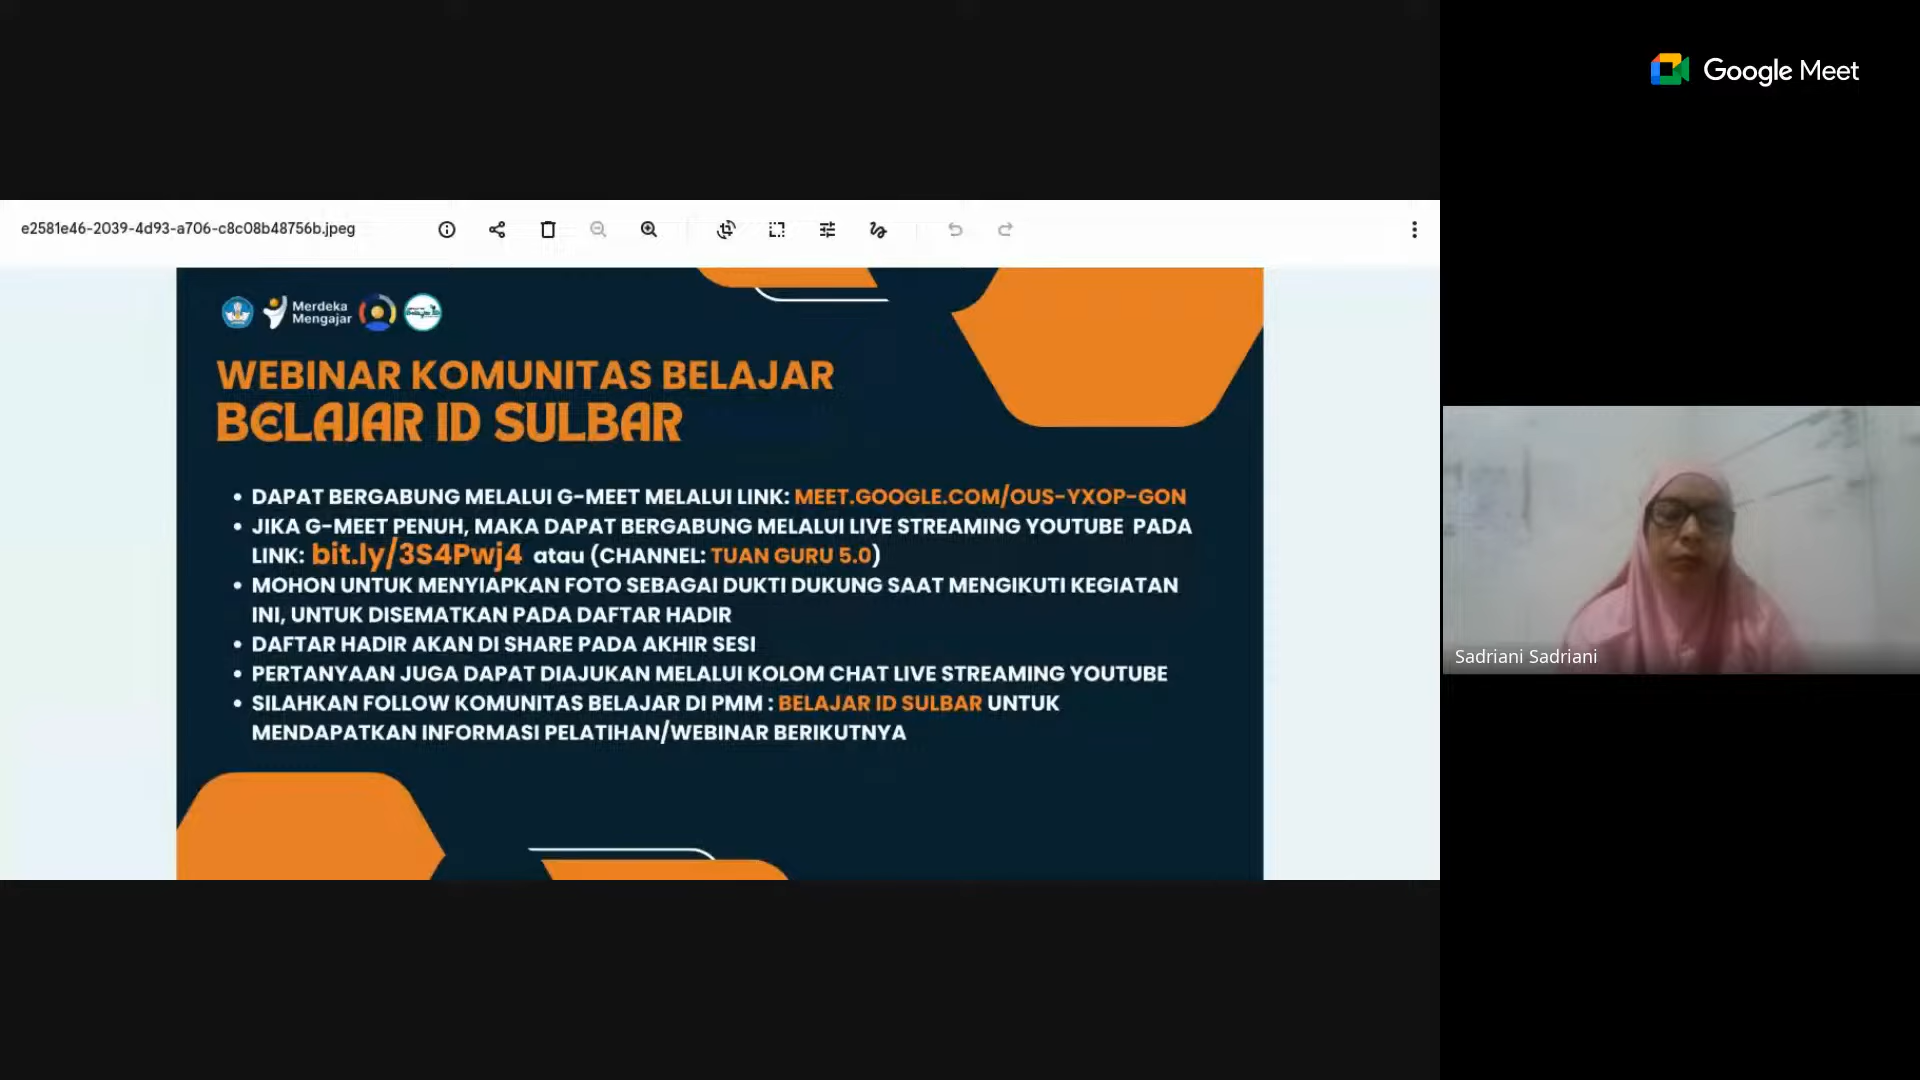 Google Meet
e2581e46-2039-4d93-a706-c8c08b48756b.jpeg
Merdeka
Mengajar
WEBINAR KOMUNITAS BELAJAR
BELAJAR ID SULBAR
• DAPAT BERGABUNG MELALUI G-MEET MELALUI LINK: MEET.GOOGLE.COM/OUS-YXOP-GON
• JIKA G-MEET PENUH, MAKA DAPAT BERGABUNG MELALUI LIVE STREAMING YOUTUBE PADA
LINK: bit.ly/3S4Pwj4 atau (CHANNEL: TUAN GURU 5.0)
• MOHON UNTUK MENYIAPKAN FOTO SEBAGAI DUKTI DUKUNG SAAT MENGIKUTI KEGIATAN
INI, UNTUK DISEMATKAN PADA DAFTAR HADIR
• DAFTAR HADIR AKAN DI SHARE PADA AKHIR SESI
• PERTANYAAN JUGA DAPAT DIAJUKAN MELALUI KOLOM CHAT LIVE STREAMING YOUTUBE
• SILAHKAN FOLLOW KOMUNITAS BELAJAR DI PMM : BELAJAR ID SULBAR UNTUK
MENDAPATKAN INFORMASI PELATIHAN/WEBINAR BERIKUTNYA
Sadriani Sadriani